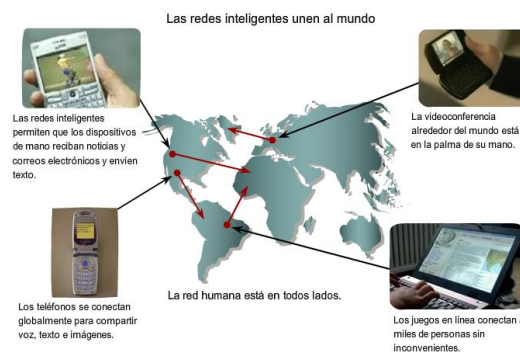 Las redes inteligentes unen al mundo
Las redes inteligentes
permiten que los dispositivos
de mano reciban noticias y
correos electrónicos y envíen
texto.
La videoconferencia
alrededor del mundo está
en la palma de su mano.
Los teléfonos se conectan
globalmente para compartir
voz, texto e imágenes.
La red humana está en todos lados.
Los juegos en línea conectan a
miles de personas sin
inconvenientes.